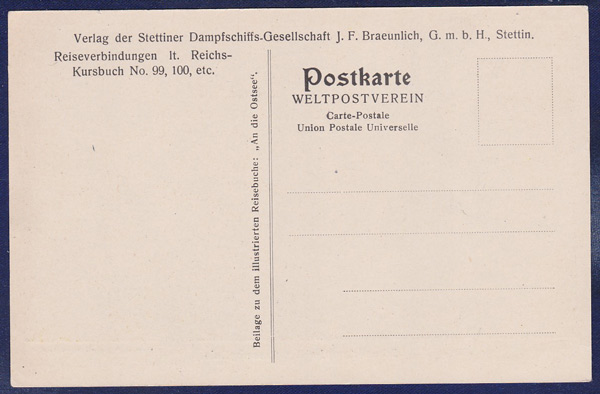 Verlag der Stettiner Dampfschiffs-Gesellschaft J. F. Braeunlich, G. m. b. H., Stettin.
Reiseverbindungen lt. Reichs-
Kursbuch No. 99, 100, etc.
Beilage zu dem illustrierten Reisebuche: „An die Ostsee“.
Postkarte
WELTPOSTVEREIN
Carte-Postale
Union Postale Universelle